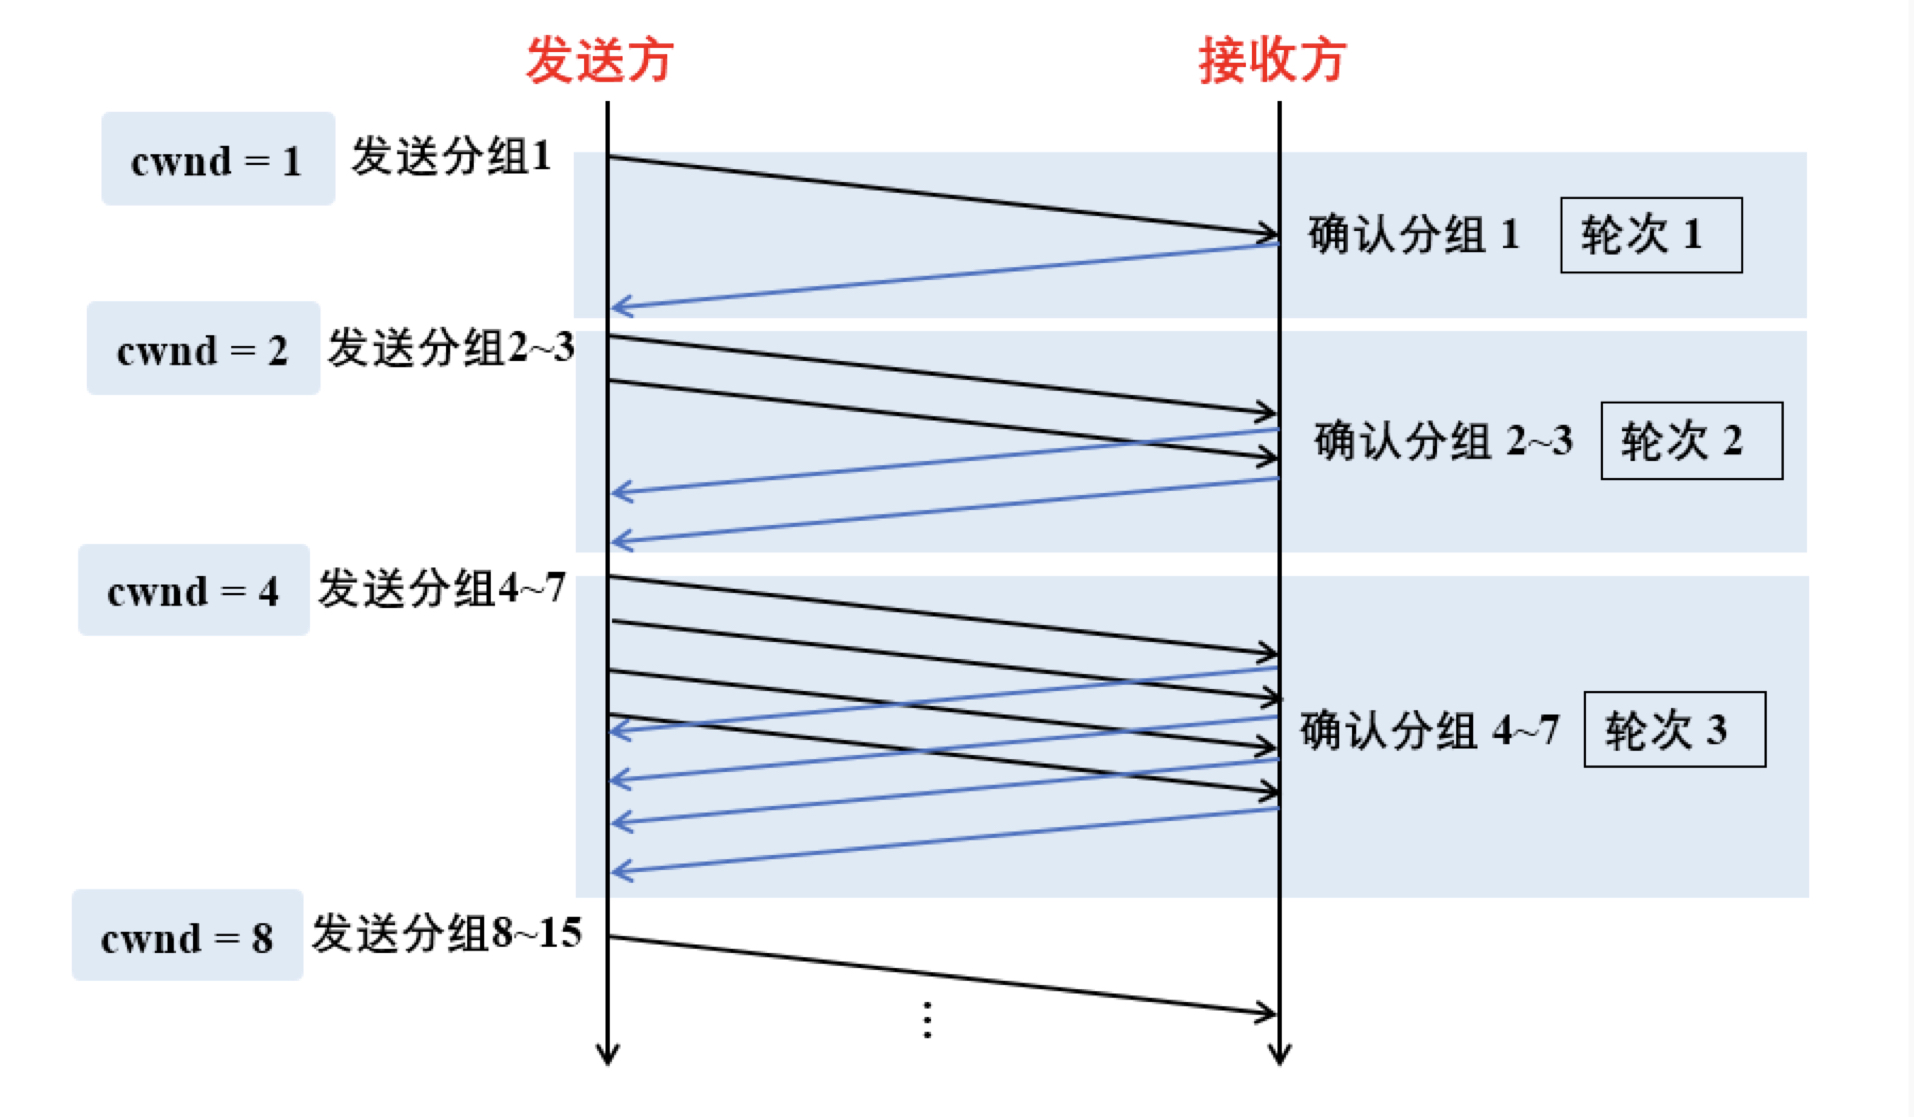 发送方 接收方
cwnd = 1 发送分组1
确认分组 1 轮次 1
cwnd = 2 发送分组2~3
确认分组 2~3 轮次 2
cwnd = 4 发送分组4~7
确认分组 4~7 轮次 3
cwnd = 8 发送分组8~15
⋮